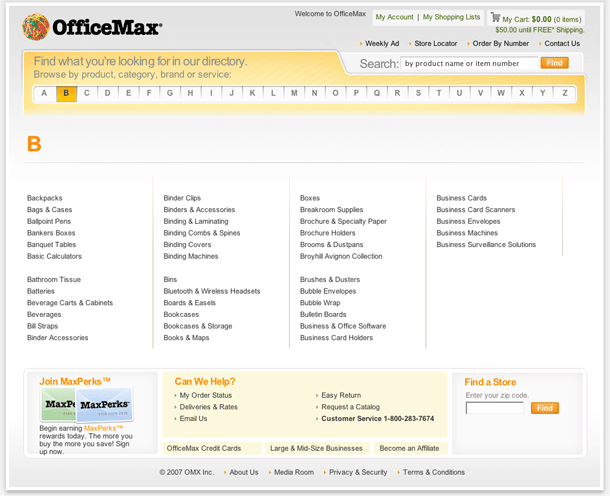 Welcome to OfficeMax
My Account | My Shopping Lists
My Cart: $0.00 (0 items)
$50.00 until FREE* Shipping.
OfficeMax®
Weekly Ad
Store Locator
Order By Number
Contact Us
Find what you're looking for in our directory.
Browse by product, category, brand or service:
Search:
by product name or item number
Find
A B C D E F G H I J K L M N O P Q R S T U V W X Y Z
B
Backpacks
Bags & Cases
Ballpoint Pens
Bankers Boxes
Banquet Tables
Basic Calculators
Bathroom Tissue
Batteries
Beverage Carts & Cabinets
Beverages
Bill Straps
Binder Accessories
Binder Clips
Binders & Accessories
Binding & Laminating
Binding Combs & Spines
Binding Covers
Binding Machines
Bins
Bluetooth & Wireless Headsets
Boards & Easels
Bookcases
Bookcases & Storage
Books & Maps
Boxes
Breakroom Supplies
Brochure & Specialty Paper
Brochure Holders
Brooms & Dustpans
Broyhill Avignon Collection
Brushes & Dusters
Bubble Envelopes
Bubble Wrap
Bulletin Boards
Business & Office Software
Business Card Holders
Business Cards
Business Card Scanners
Business Envelopes
Business Machines
Business Surveillance Solutions
Join MaxPerks™
MaxPerks
Begin earning MaxPerks™
rewards today. The more you
buy the more you save! Sign
up now.
Can We Help?
My Order Status
Deliveries & Rates
Email Us
Easy Return
Request a Catalog
Customer Service 1-800-283-7674
OfficeMax Credit Cards
Large & Mid-Size Businesses
Become an Affiliate
Find a Store
Enter your zip code.
Find
© 2007 OMX Inc.
About Us
Media Room
Privacy & Security
Terms & Conditions